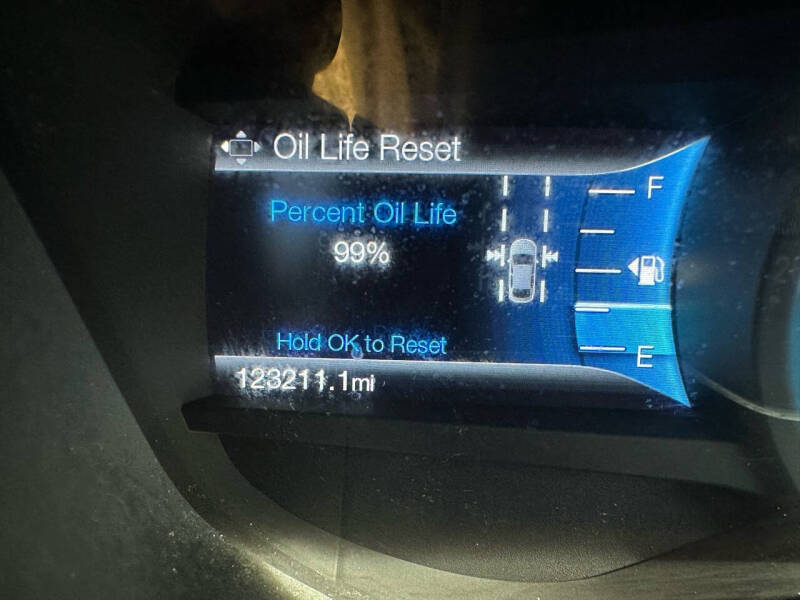 Oil Life Reset
Percent Oil Life
99%
Hold OK to Reset
123211.1mi
F
E